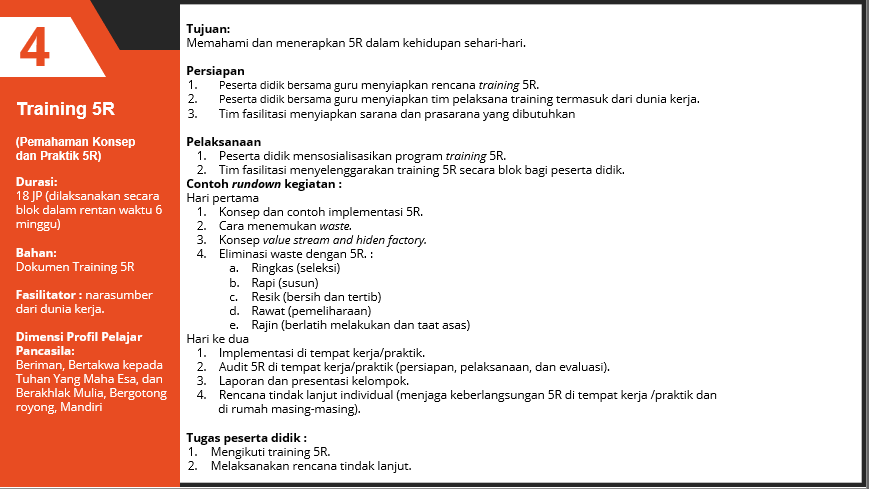 4
Training 5R
(Pemahaman Konsep
dan Praktik 5R)
Durasi:
18 JP (dilaksanakan secara
blok dalam rentan waktu 6
minggu)
Bahan:
Dokumen Training 5R
Fasilitator : narasumber
dari dunia kerja.
Dimensi Profil Pelajar
Pancasila:
Beriman, Bertakwa kepada
Tuhan Yang Maha Esa, dan
Berakhlak Mulia, Bergotong
royong, Mandiri
Tujuan:
Memahami dan menerapkan 5R dalam kehidupan sehari-hari.
Persiapan
1. Peserta didik bersama guru menyiapkan rencana training 5R.
2. Peserta didik bersama guru menyiapkan tim pelaksana training termasuk dari dunia kerja.
3. Tim fasilitasi menyiapkan sarana dan prasarana yang dibutuhkan
Pelaksanaan
1. Peserta didik mensosialisasikan program training 5R.
2. Tim fasilitasi menyelenggarakan training 5R secara blok bagi peserta didik.
Contoh rundown kegiatan :
Hari pertama
1. Konsep dan contoh implementasi 5R.
2. Cara menemukan waste.
3. Konsep value stream and hiden factory.
4. Eliminasi waste dengan 5R. :
a. Ringkas (seleksi)
b. Rapi (susun)
c. Resik (bersih dan tertib)
d. Rawat (pemeliharaan)
e. Rajin (berlatih melakukan dan taat asas)
Hari ke dua
1. Implementasi di tempat kerja/praktik.
2. Audit 5R di tempat kerja/praktik (persiapan, pelaksanaan, dan evaluasi).
3. Laporan dan presentasi kelompok.
4. Rencana tindak lanjut individual (menjaga keberlangsungan 5R di tempat kerja /praktik dan
di rumah masing-masing).
Tugas peserta didik :
1. Mengikuti training 5R.
2. Melaksanakan rencana tindak lanjut.